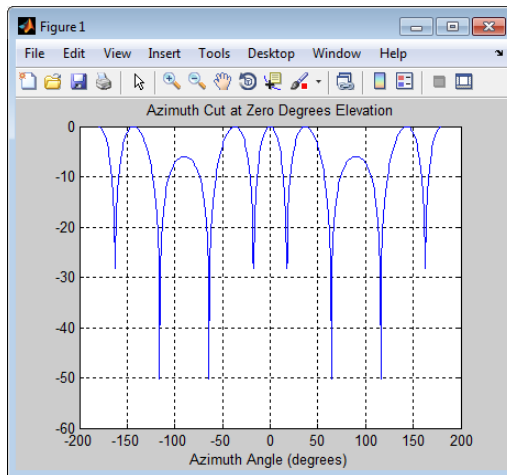 Figure 1
File Edit View Insert Tools Desktop Window Help
Azimuth Cut at Zero Degrees Elevation
0
-10
-20
-30
-40
-50
-60
-200 -150 -100 -50 0 50 100 150 200
Azimuth Angle (degrees)